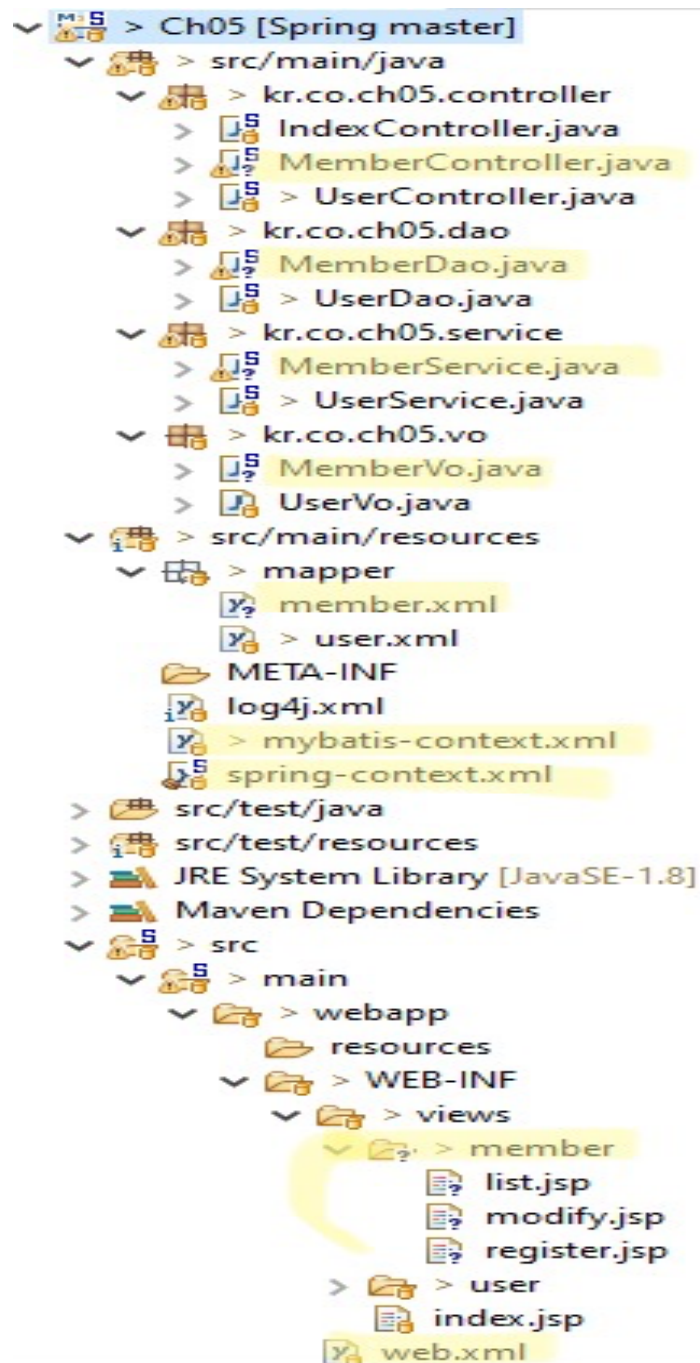 > Ch05 [Spring master]
> src/main/java
> kr.co.ch05.controller
> IndexController.java
> MemberController.java
> > UserController.java
> kr.co.ch05.dao
> MemberDao.java
> > UserDao.java
> kr.co.ch05.service
> MemberService.java
> > UserService.java
> kr.co.ch05.vo
> MemberVo.java
> UserVo.java
> src/main/resources
> mapper
member.xml
> user.xml
META-INF
log4j.xml
> mybatis-context.xml
spring-context.xml
> src/test/java
> src/test/resources
> JRE System Library [JavaSE-1.8]
> Maven Dependencies
> src
> main
> webapp
resources
> WEB-INF
> views
> member
list.jsp
modify.jsp
register.jsp
> > user
index.jsp
web.xml